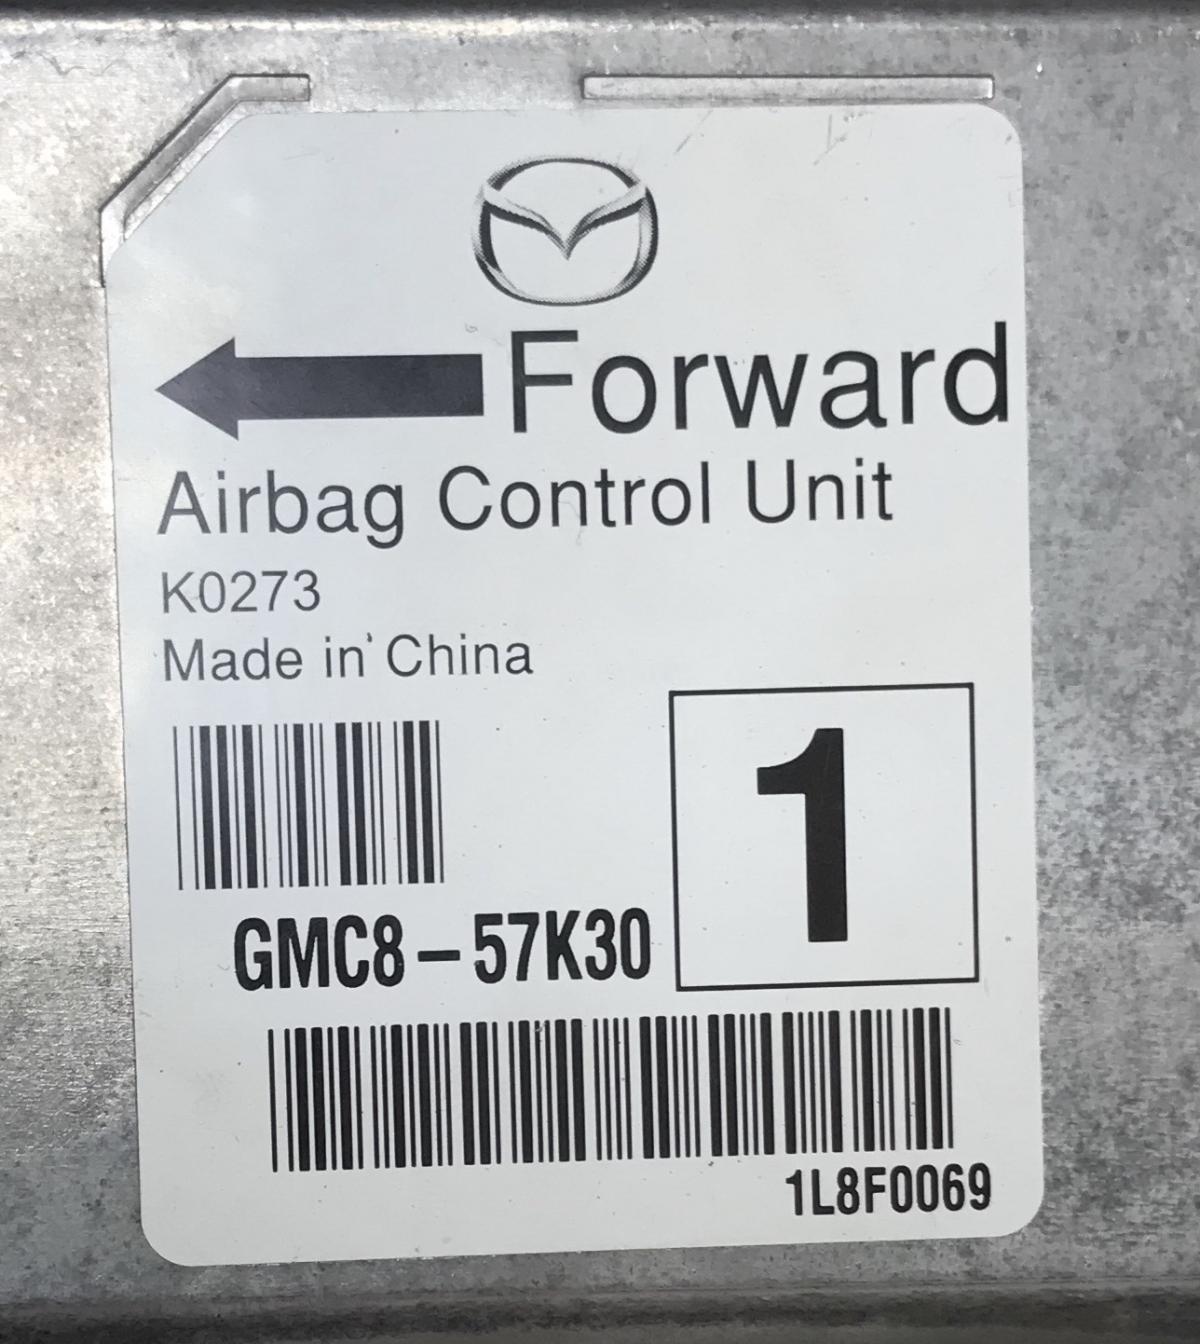 Forward
Airbag Control Unit
K0273
Made in China
1
GMC8-57K30
1L8F0069